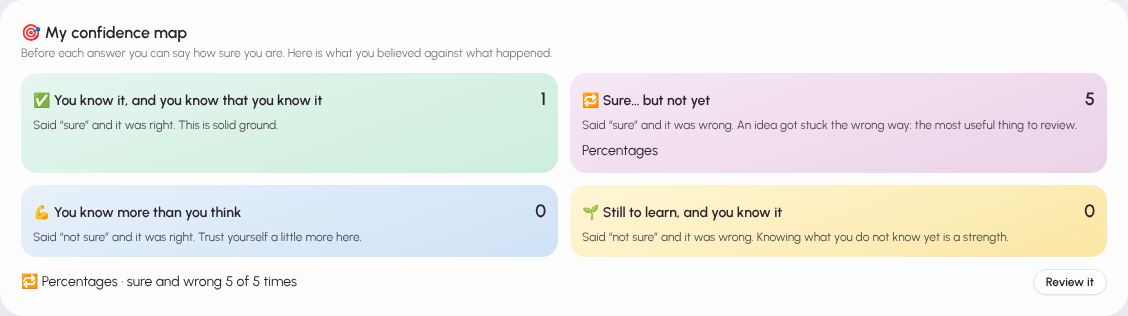 🎯 My confidence map
Before each answer you can say how sure you are. Here is what you believed against what happened.
✅ You know it, and you know that you know it 1
Said “sure” and it was right. This is solid ground.
🔁 Sure... but not yet 5
Said “sure” and it was wrong. An idea got stuck the wrong way: the most useful thing to review.
Percentages
💪 You know more than you think 0
Said “not sure” and it was right. Trust yourself a little more here.
🌱 Still to learn, and you know it 0
Said “not sure” and it was wrong. Knowing what you do not know yet is a strength.
🔁 Percentages · sure and wrong 5 of 5 times
Review it